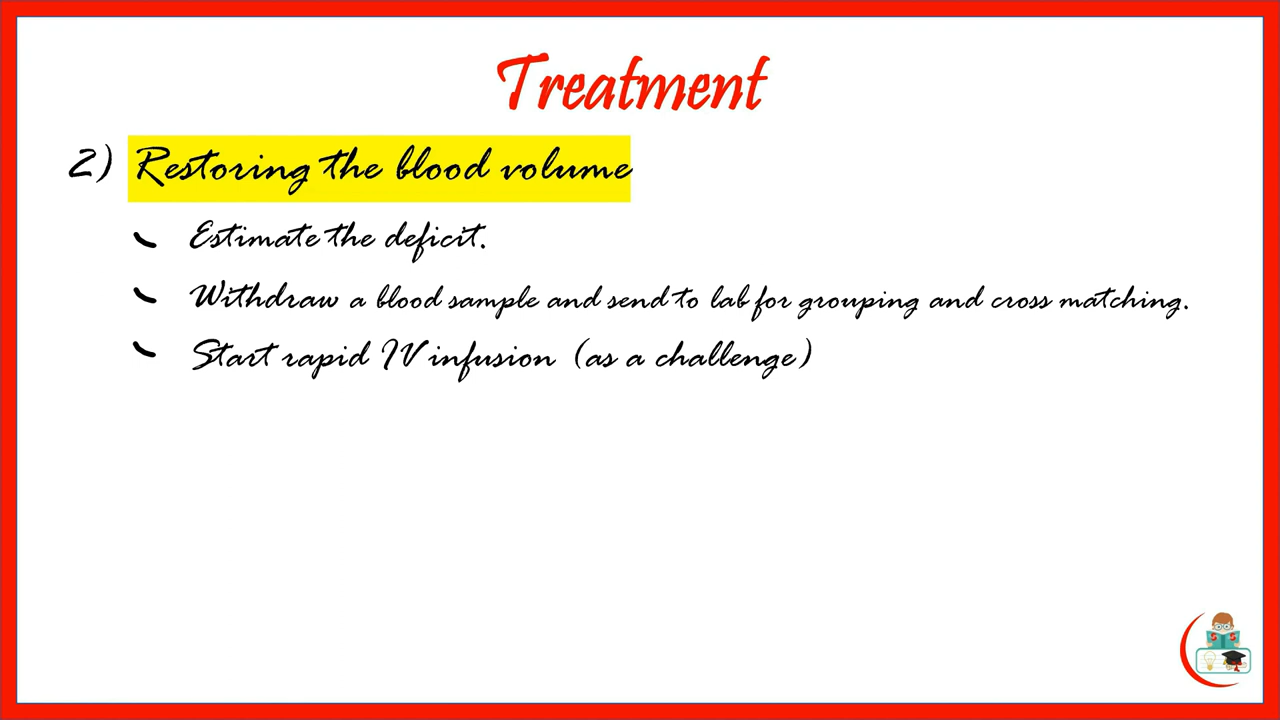 Treatment
2) Restoring the blood volume
Estimate the deficit.
Withdraw a blood sample and send to lab for grouping and cross matching.
Start rapid IV infusion (as a challenge)